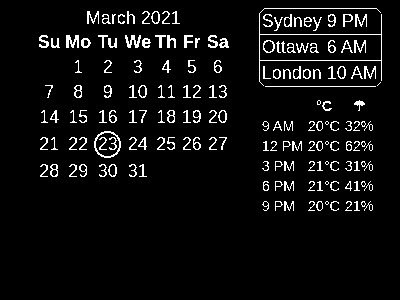 March 2021
Su Mo Tu We Th Fr Sa
1 2 3 4 5 6
7 8 9 10 11 12 13
14 15 16 17 18 19 20
21 22 23 24 25 26 27
28 29 30 31
Sydney 9 PM
Ottawa 6 AM
London 10 AM
°C ☂
9 AM 20°C 32%
12 PM 20°C 62%
3 PM 21°C 31%
6 PM 21°C 41%
9 PM 20°C 21%